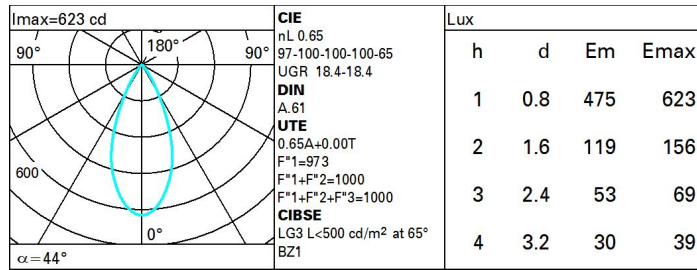 Imax=623 cd
90°
180°
90°
600
0°
α=44°
CIE
nL 0.65
97-100-100-100-65
UGR 18.4-18.4
DIN
A.61
UTE
0.65A+0.00T
F"1=973
F"1+F"2=1000
F"1+F"2+F"3=1000
CIBSE
LG3 L<500 cd/m² at 65°
BZ1
Lux
h d Em Emax
1 0.8 475 623
2 1.6 119 156
3 2.4 53 69
4 3.2 30 39